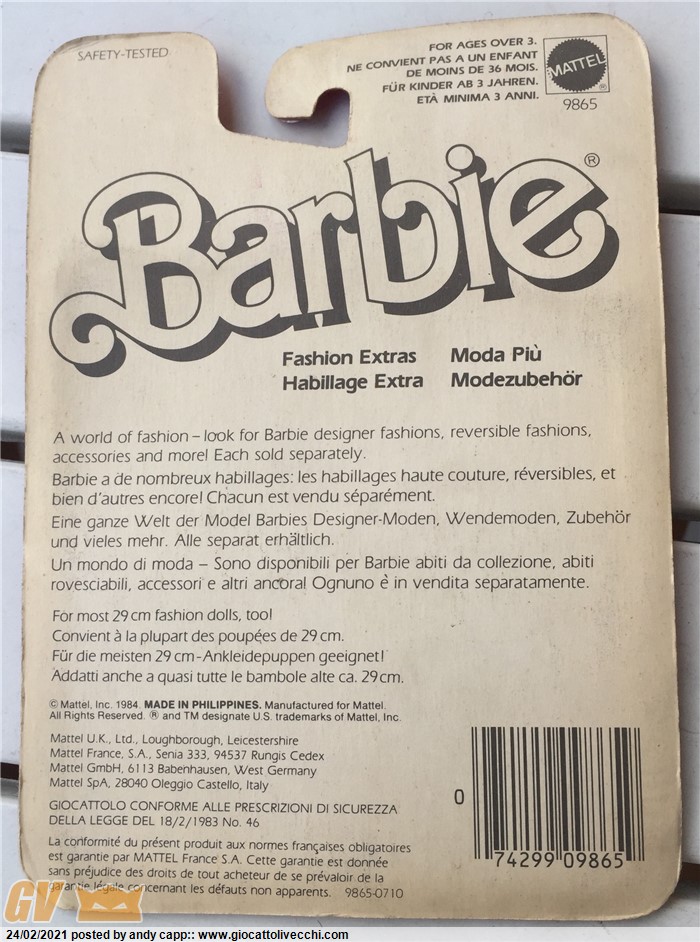 SAFETY-TESTED
FOR AGES OVER 3.
NE CONVIENT PAS A UN ENFANT
DE MOINS DE 36 MOIS.
FÜR KINDER AB 3 JAHREN.
ETÀ MINIMA 3 ANNI.
MATTEL
®
9865
Barbie®
Fashion Extras Moda Più
Habillage Extra Modezubehör
A world of fashion – look for Barbie designer fashions, reversible fashions,
accessories and more! Each sold separately.
Barbie a de nombreux habillages: les habillages haute couture, réversibles, et
bien d'autres encore! Chacun est vendu séparément.
Eine ganze Welt der Model Barbies Designer-Moden, Wendemoden, Zubehör
und vieles mehr. Alle separat erhältlich.
Un mondo di moda – Sono disponibili per Barbie abiti da collezione, abiti
rovesciabili, accessori e altri ancora! Ognuno è in vendita separatamente.
For most 29 cm fashion dolls, too!
Convient à la plupart des poupées de 29 cm.
Für die meisten 29 cm-Ankleidepuppen geeignet!
Addatti anche a quasi tutte le bambole alte ca. 29 cm.
© Mattel, Inc. 1984. MADE IN PHILIPPINES. Manufactured for Mattel.
All Rights Reserved. ® and TM designate U.S. trademarks of Mattel, Inc.
Mattel U.K., Ltd., Loughborough, Leicestershire
Mattel France, S.A., Senia 333, 94537 Rungis Cedex
Mattel GmbH, 6113 Babenhausen, West Germany
Mattel SpA, 28040 Oleggio Castello, Italy
GIOCATTOLO CONFORME ALLE PRESCRIZIONI DI SICUREZZA
DELLA LEGGE DEL 18/2/1983 No. 46
La conformité du présent produit aux normes françaises obligatoires
est garantie par MATTEL France S.A. Cette garantie est donnée
sans préjudice des droits de tout acheteur de se prévaloir de la
garantie légale concernant les défauts non apparents. 9865-0710
0 74299 09865
GV
24/02/2021 posted by andy capp:: www.giocattolivecchi.com